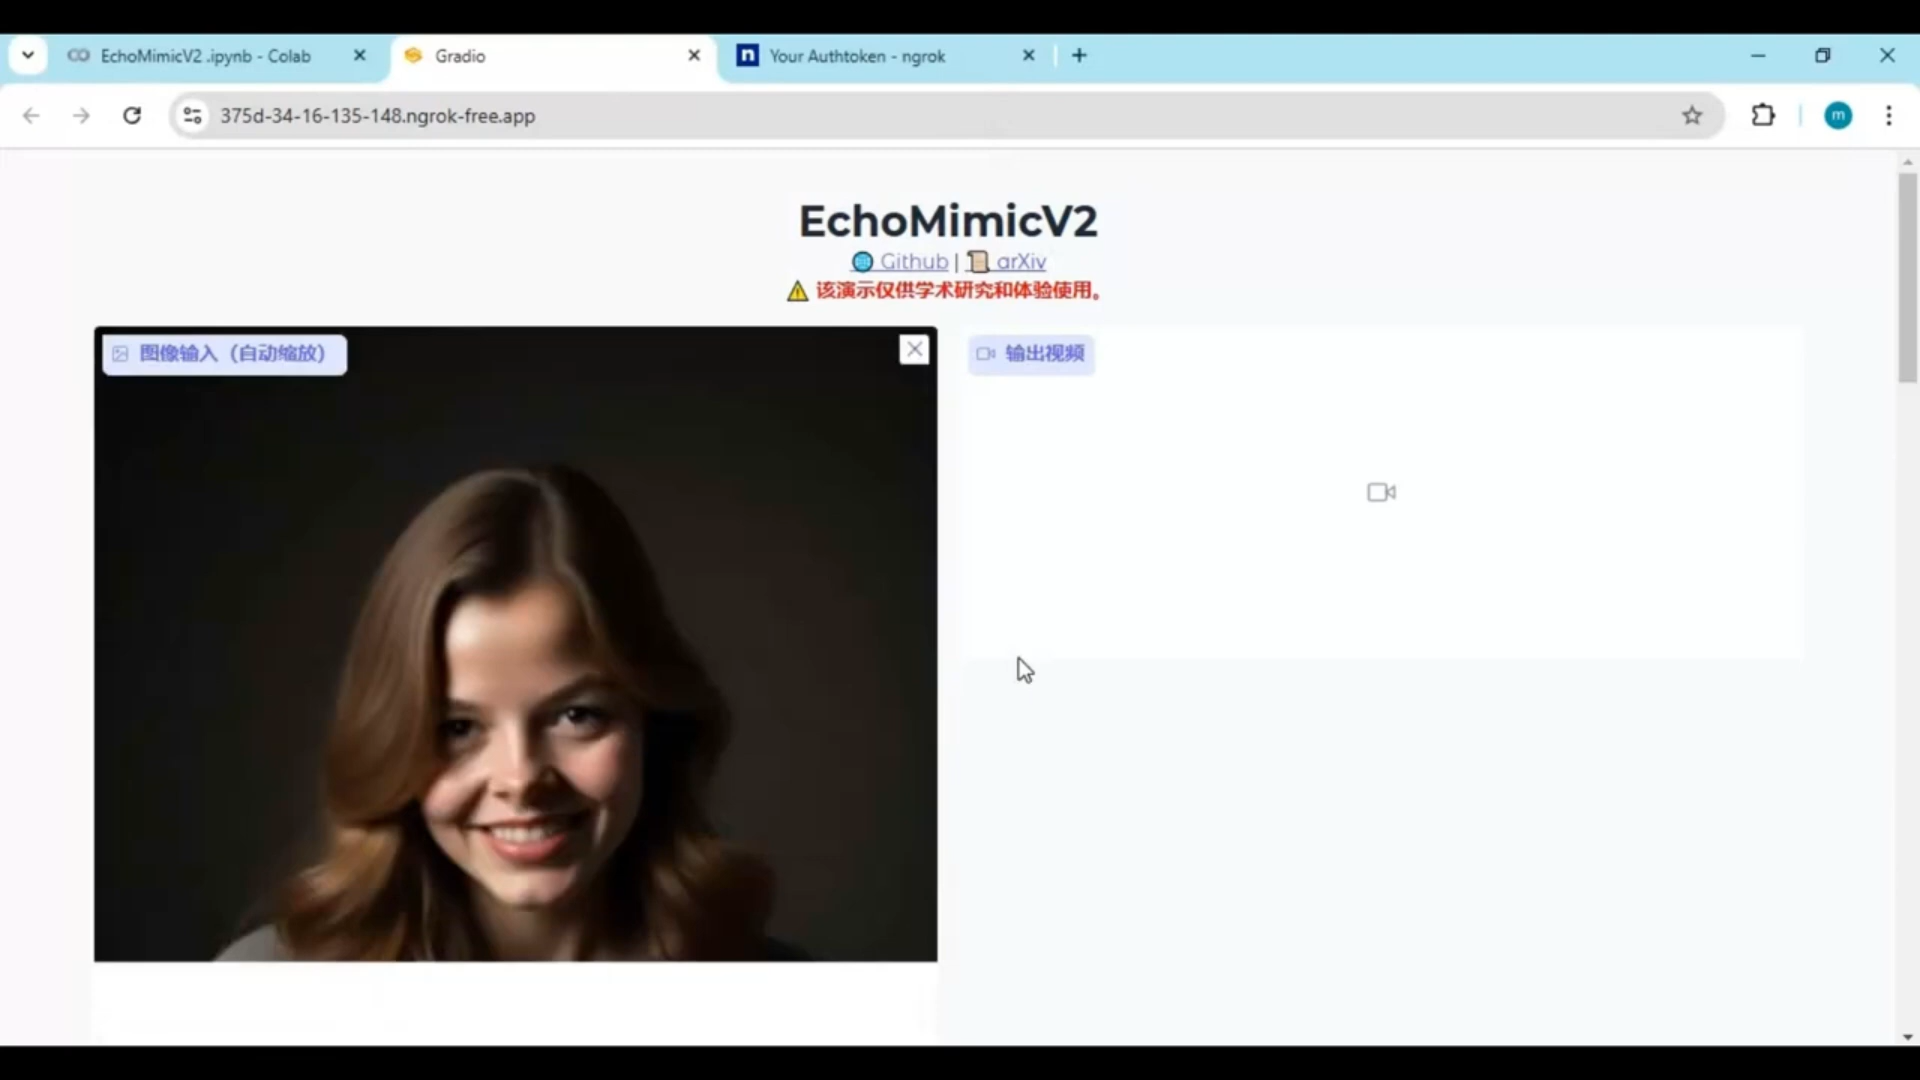 EchoMimicV2 .ipynb - Colab
Gradio
Your Authtoken - ngrok
375d-34-16-135-148.ngrok-free.app
m
EchoMimicV2
Github | arXiv
该演示仅供学术研究和体验使用。
图像输入（自动缩放）
输出视频